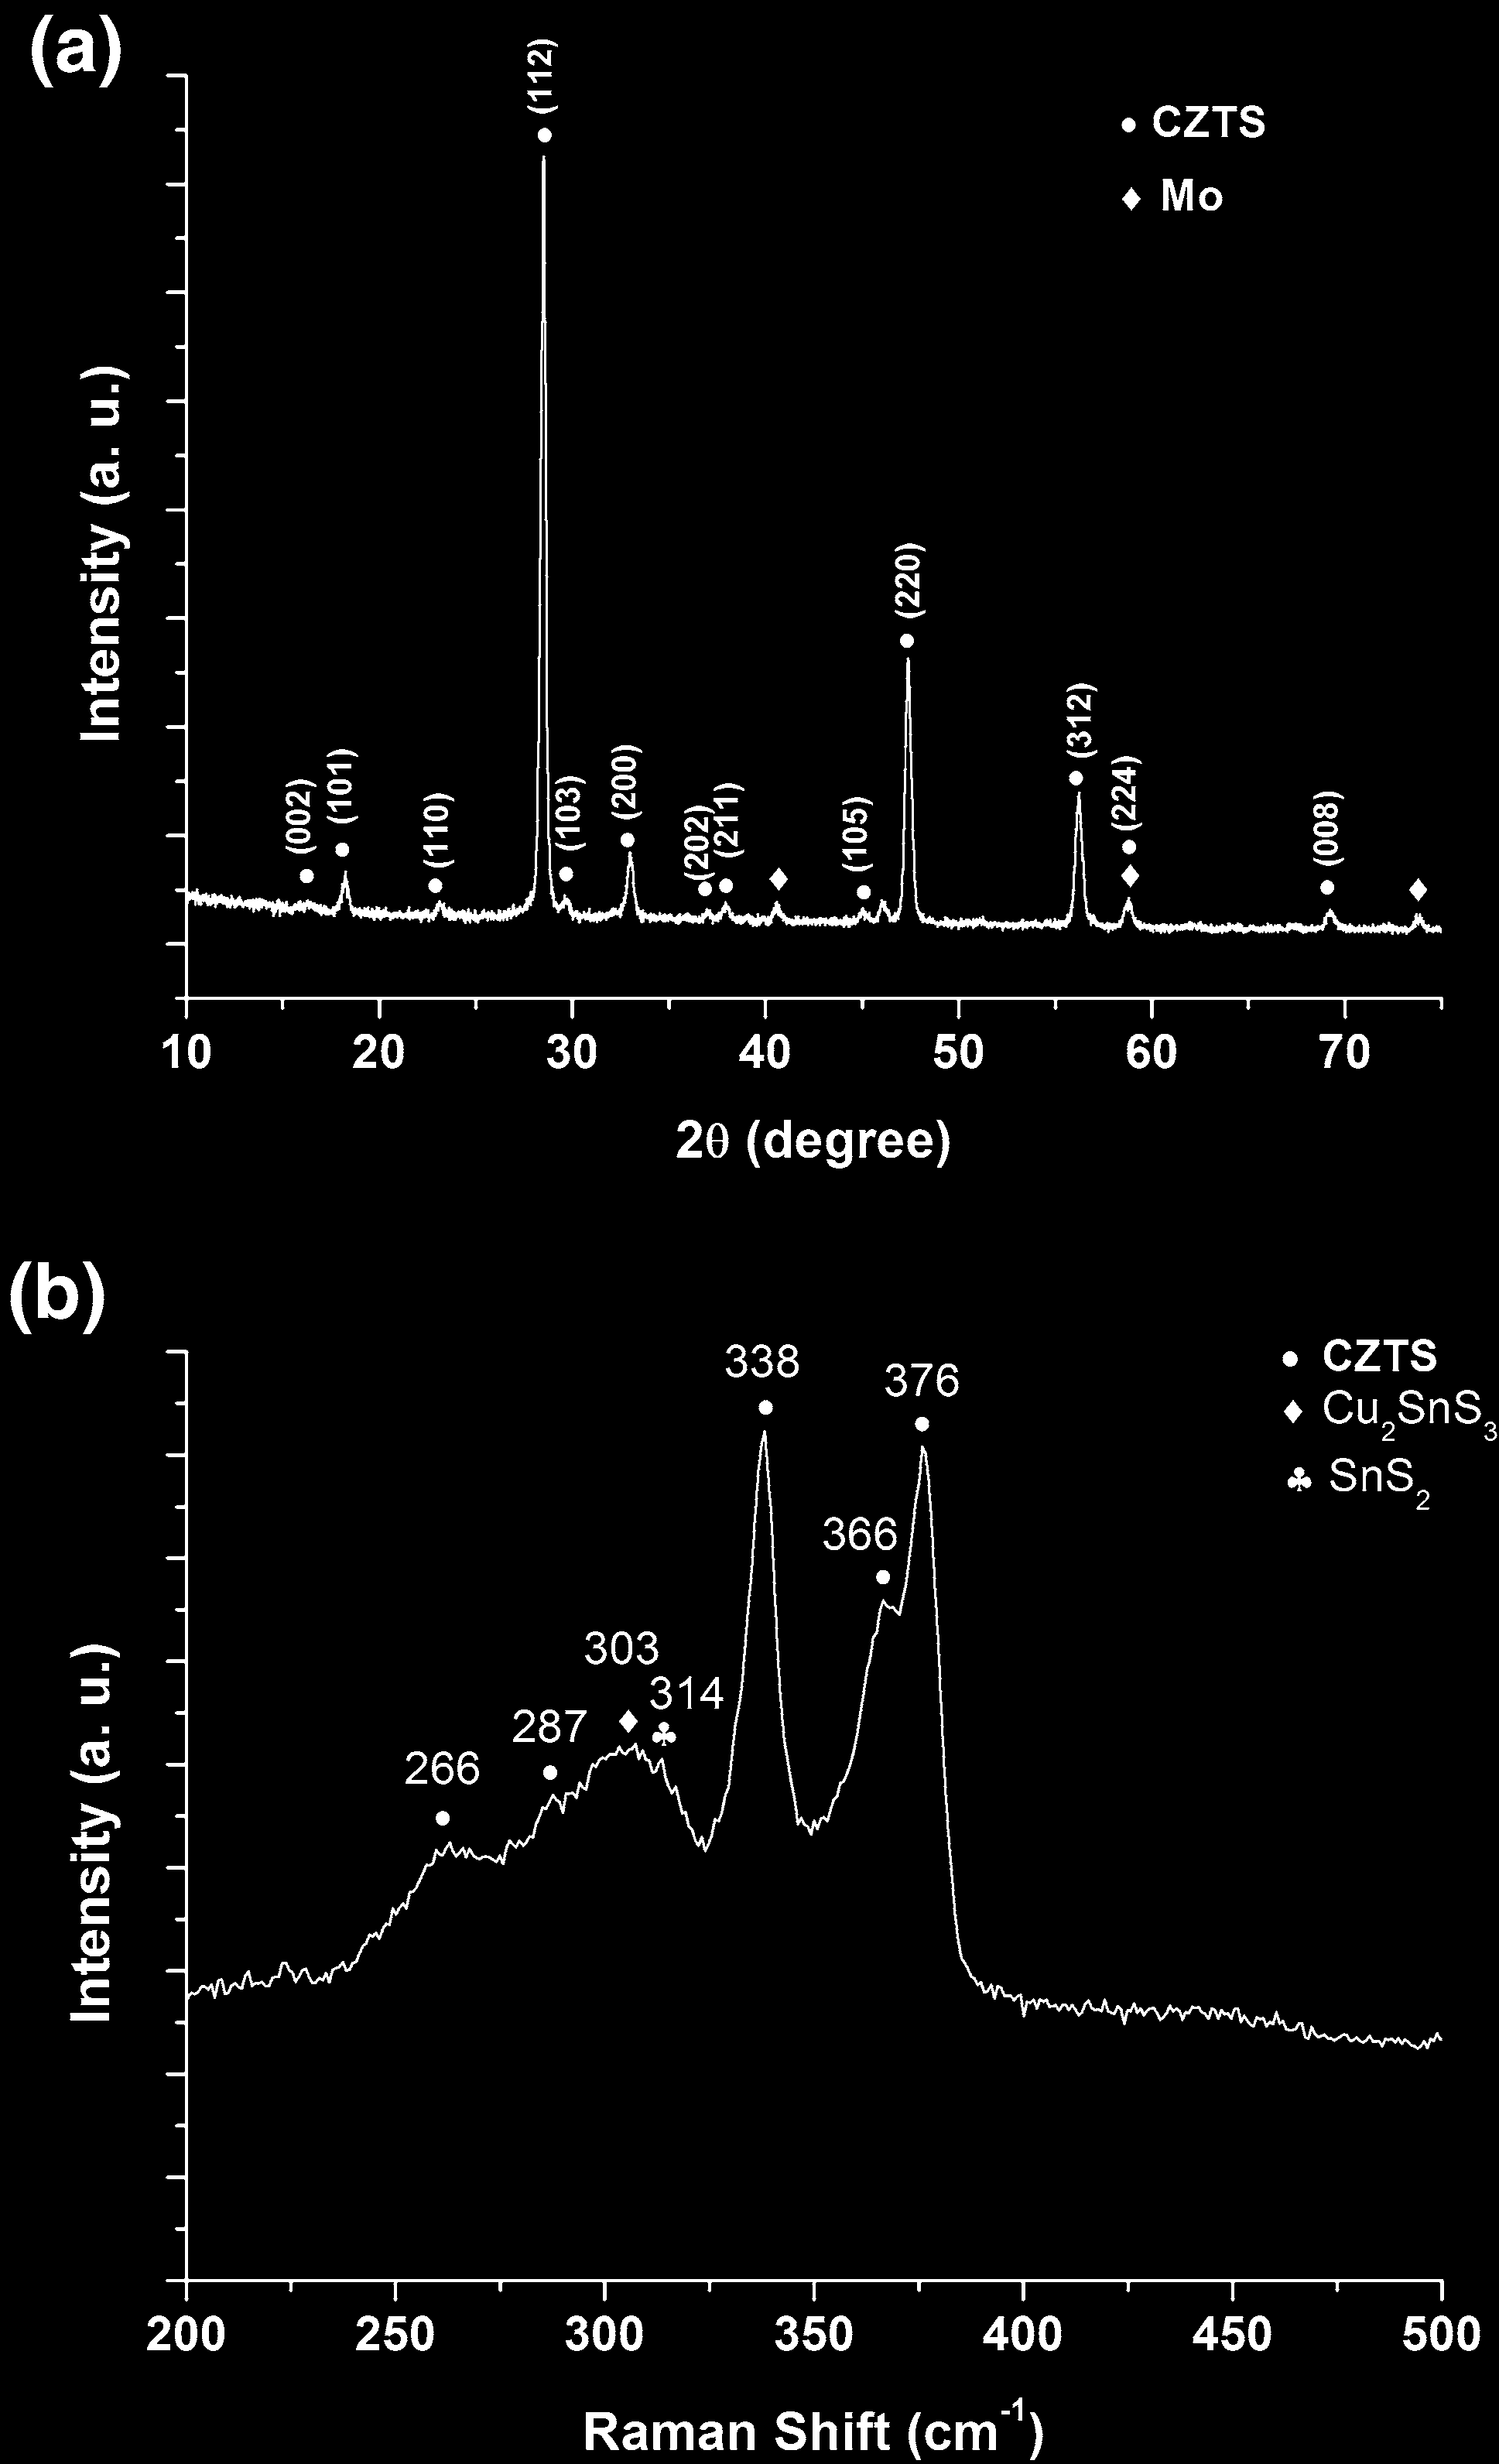 (a)
(112)
● CZTS
♦ Mo
Intensity (a. u.)
(002)
(101)
(110)
(103)
(200)
(202)
(211)
(105)
(220)
(312)
(224)
(008)
10 20 30 40 50 60 70
2θ (degree)
(b)
338
376
● CZTS
♦ Cu₂SnS₃
♣ SnS₂
366
303
314
287
266
Intensity (a. u.)
200 250 300 350 400 450 500
Raman Shift (cm⁻¹)